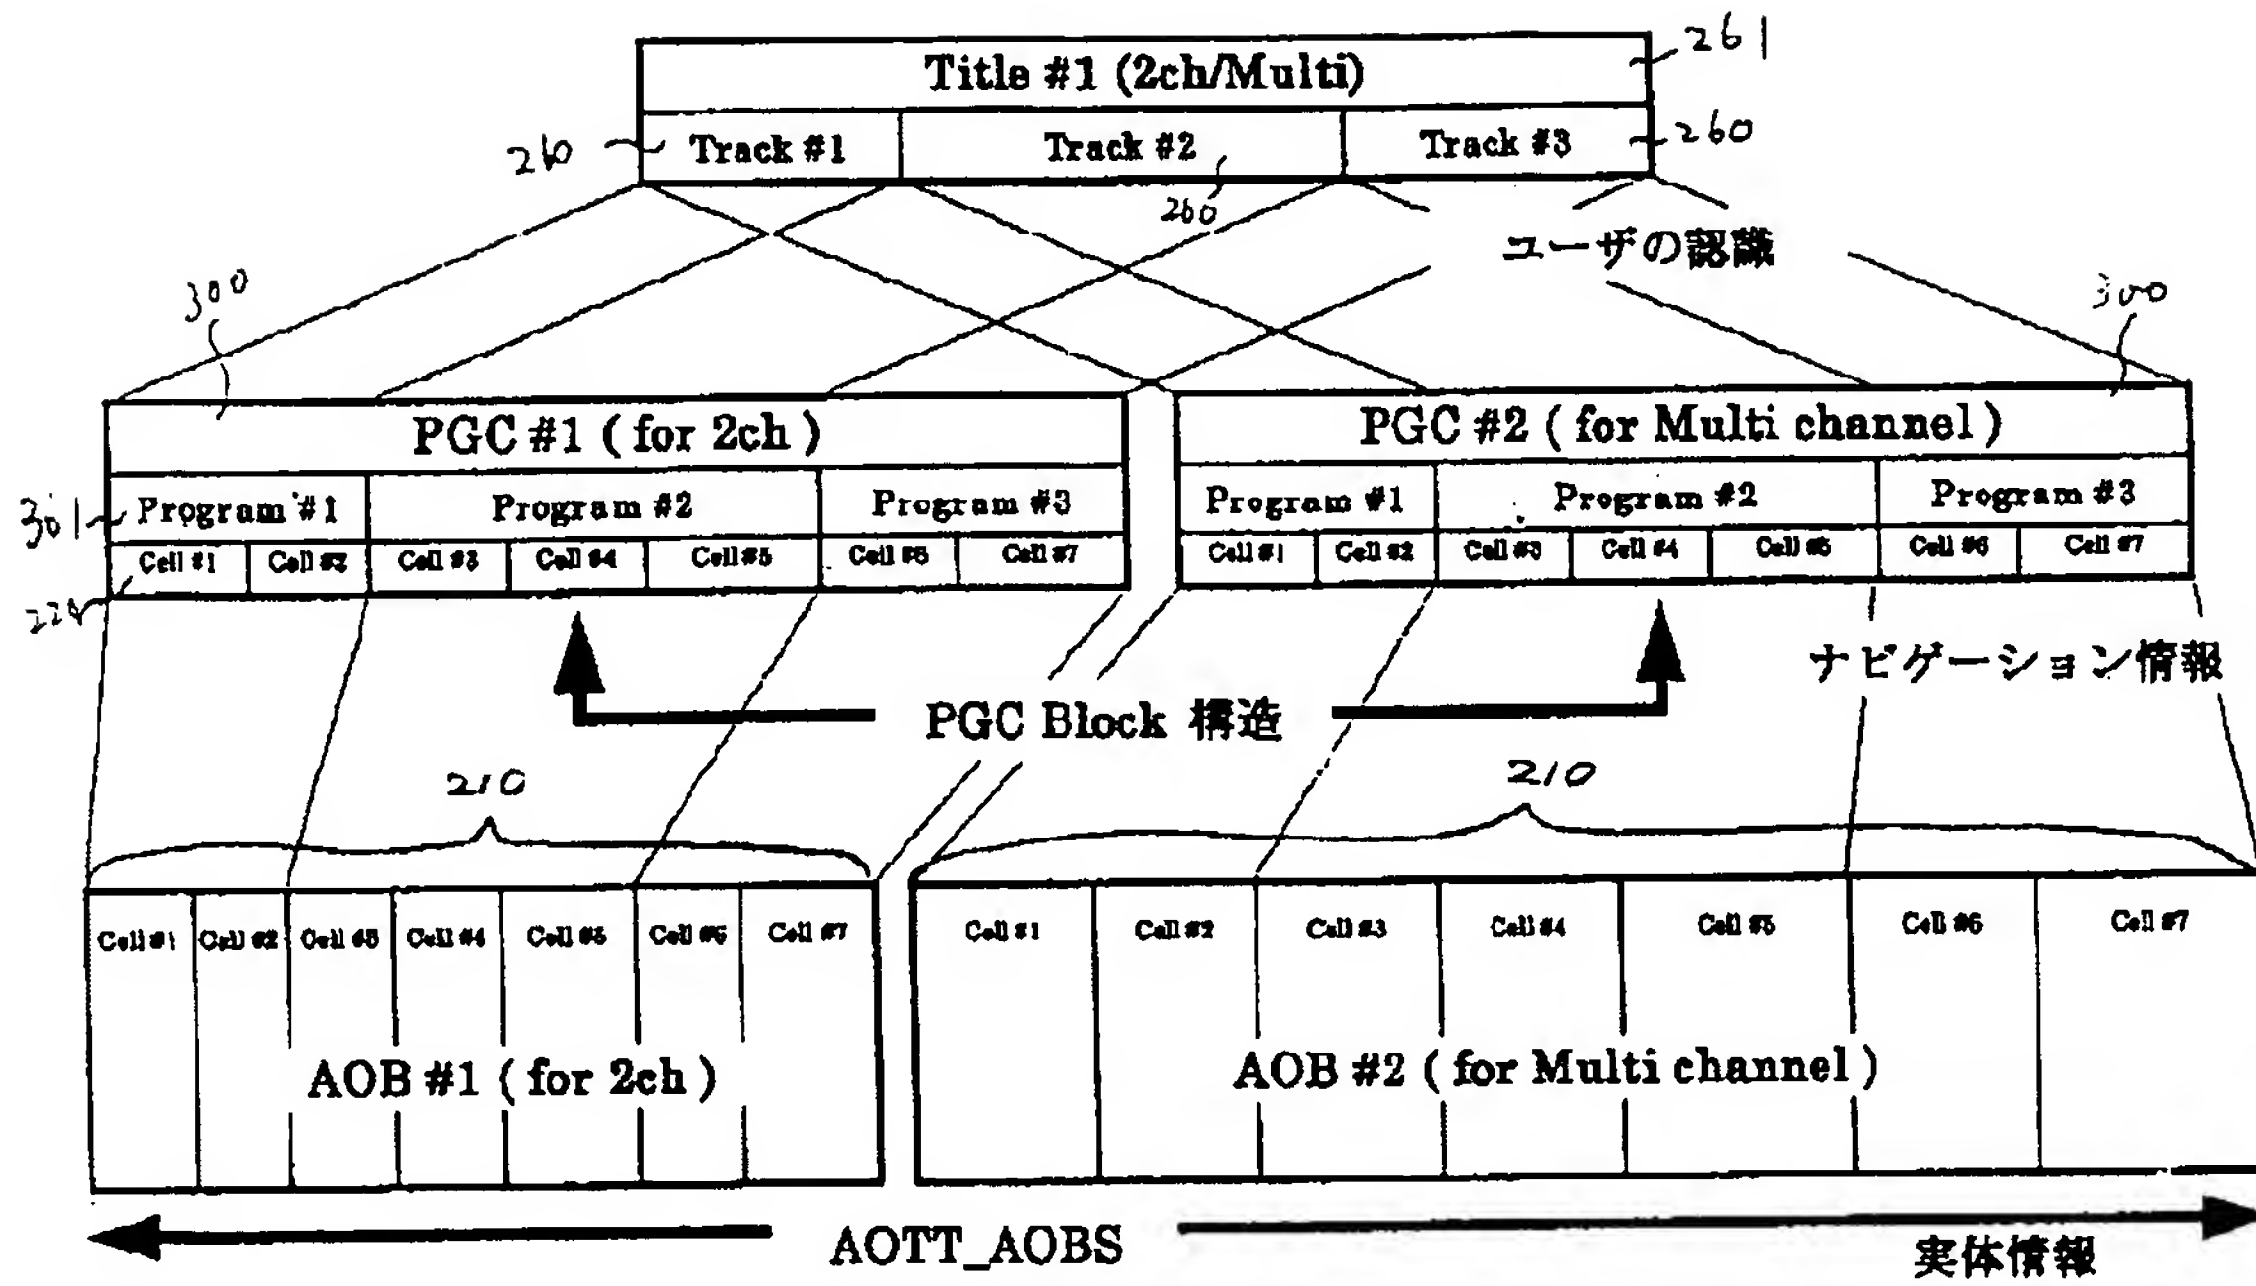 261
Title #1 (2ch/Multi)
260 Track #1 Track #2 Track #3 260
260
ユーザの認識
300 300
PGC #1 ( for 2ch ) PGC #2 ( for Multi channel )
301 Program #1 Program #2 Program #3 Program #1 Program #2 Program #3
Cell #1 Cell #2 Cell #3 Cell #4 Cell #5 Cell #6 Cell #7 Cell #1 Cell #2 Cell #3 Cell #4 Cell #5 Cell #6 Cell #7
ナビゲーション情報
PGC Block 構造
210 210
Cell #1 Cell #2 Cell #3 Cell #4 Cell #5 Cell #6 Cell #7 Cell #1 Cell #2 Cell #3 Cell #4 Cell #5 Cell #6 Cell #7
AOB #1 ( for 2ch ) AOB #2 ( for Multi channel )
AOTT_AOBS 実体情報